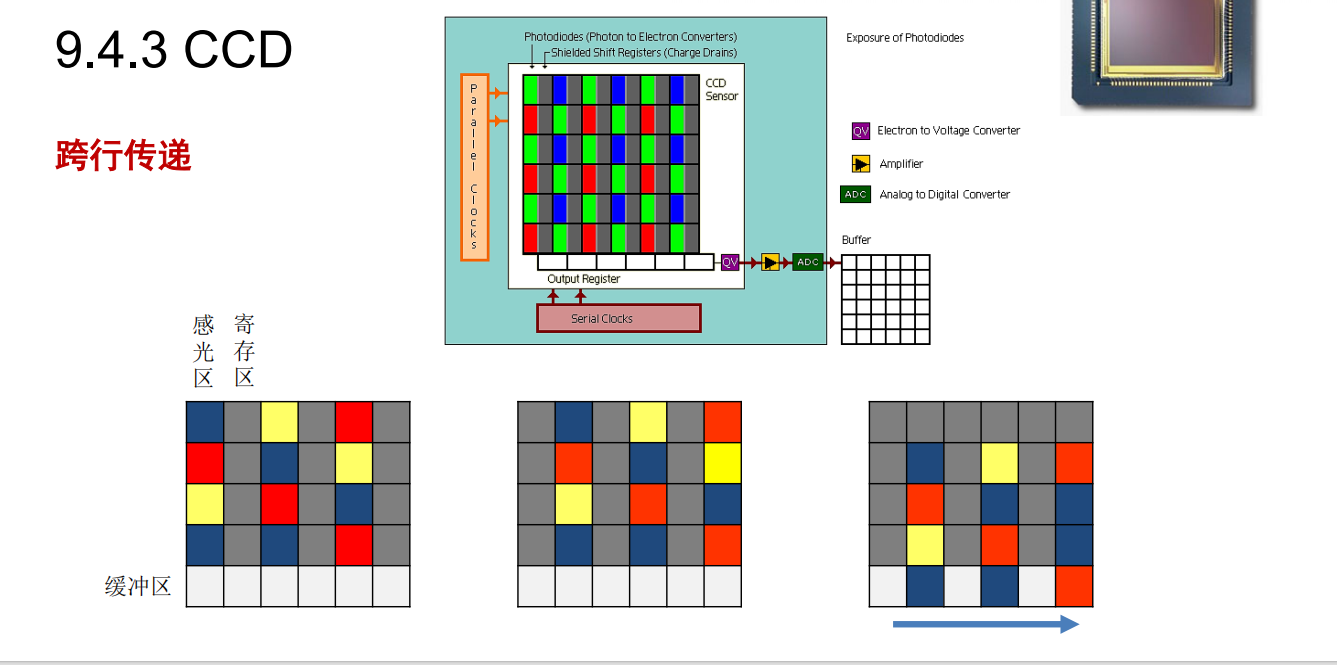 9.4.3 CCD
跨行传递
Photodiodes (Photon to Electron Converters)
Shielded Shift Registers (Charge Drains)
Parallel Clocks
CCD
Sensor
Output Register
Serial Clocks
QV
ADC
Exposure of Photodiodes
QV Electron to Voltage Converter
Amplifier
ADC Analog to Digital Converter
Buffer
感光区
寄存区
缓冲区